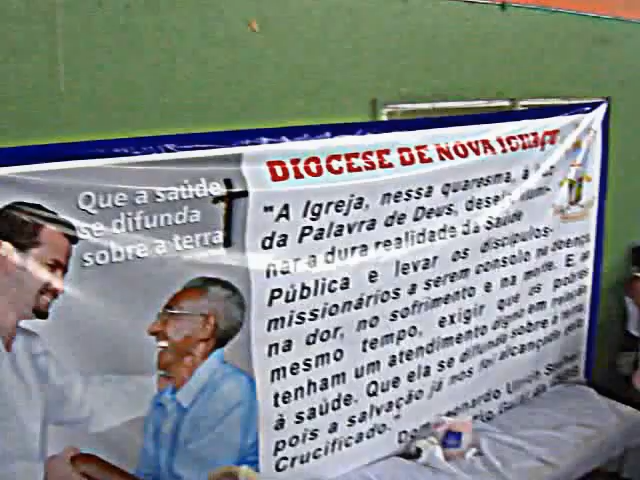 Que a saúde
se difunda
sobre a terra
DIOCESE DE NOVA IGUAÇU
"A Igreja, nessa quaresma, à
da Palavra de Deus, deseja
nar a dura realidade da Saúde
Pública e levar os discípulos-
missionários a serem consolo na doença
na dor, no sofrimento e na morte. E, ao
mesmo tempo, exigir que os pobres
tenham um atendimento digno em relação
à saúde. Que ela se difunda sobre a terra,
pois a salvação já nos foi alcançada pelo
Crucificado."